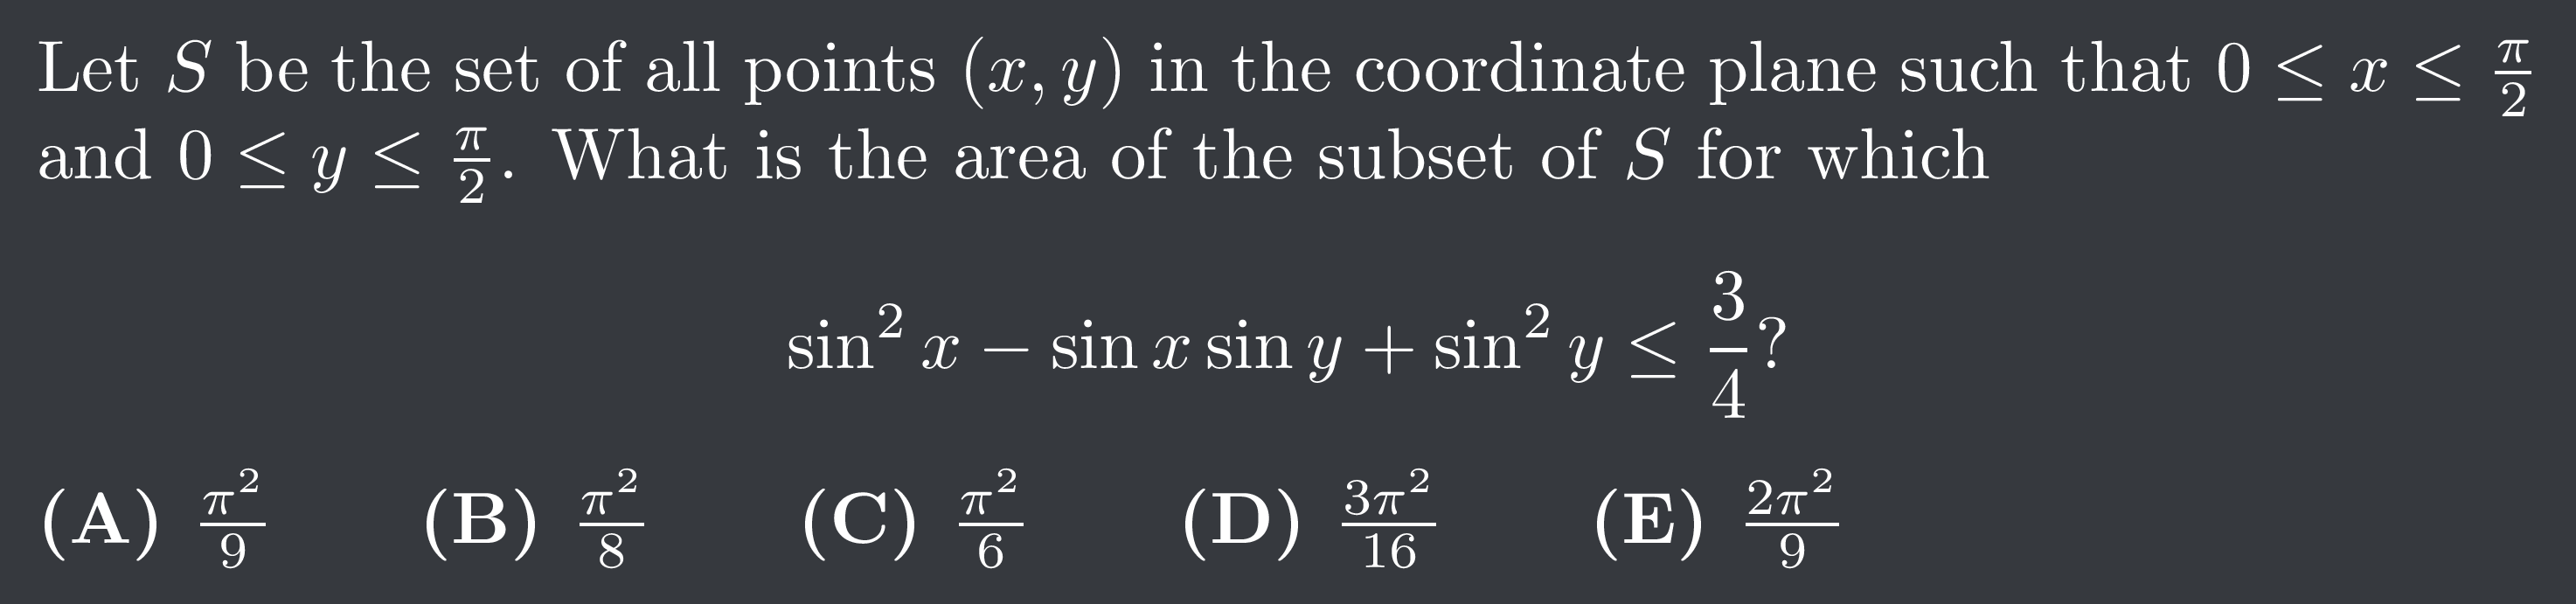 Let $S$ be the set of all points $(x, y)$ in the coordinate plane such that $0 \leq x \leq \frac{\pi}{2}$
and $0 \leq y \leq \frac{\pi}{2}$. What is the area of the subset of $S$ for which
$\sin^2 x - \sin x \sin y + \sin^2 y \leq \frac{3}{4}$?
(A) $\frac{\pi^2}{9}$ (B) $\frac{\pi^2}{8}$ (C) $\frac{\pi^2}{6}$ (D) $\frac{3\pi^2}{16}$ (E) $\frac{2\pi^2}{9}$